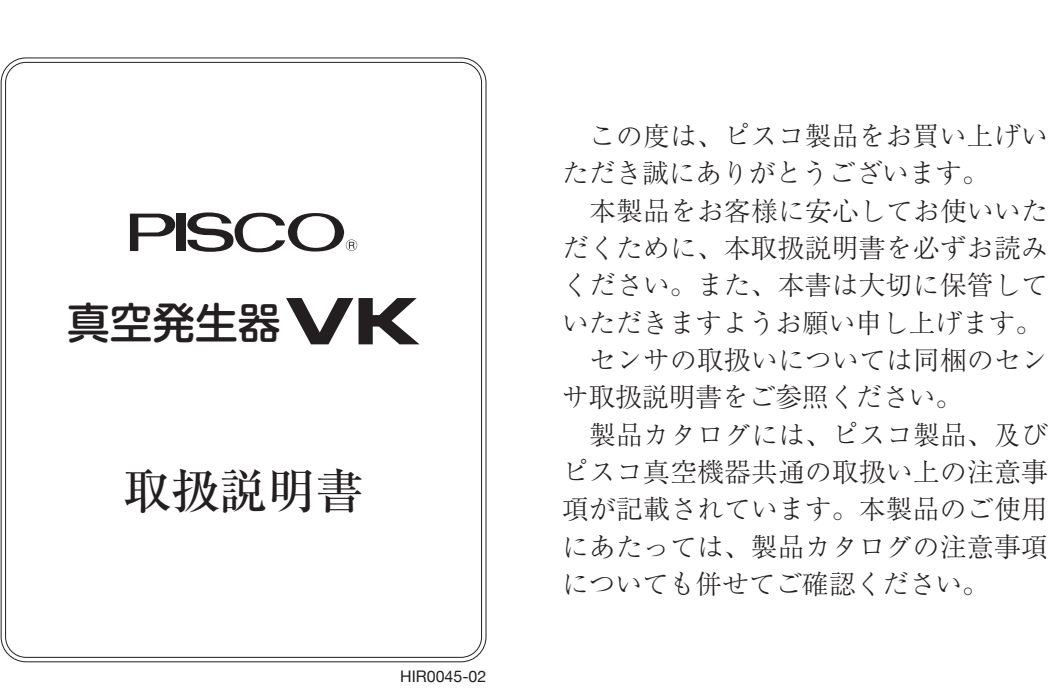 PISCO®
真空発生器 VK
取扱説明書
HIR0045-02
この度は、ピスコ製品をお買い上げい
ただき誠にありがとうございます。
本製品をお客様に安心してお使いいた
だくために、本取扱説明書を必ずお読み
ください。また、本書は大切に保管して
いただきますようお願い申し上げます。
センサの取扱いについては同梱のセン
サ取扱説明書をご参照ください。
製品カタログには、ピスコ製品、及び
ピスコ真空機器共通の取扱い上の注意事
項が記載されています。本製品のご使用
にあたっては、製品カタログの注意事項
についても併せてご確認ください。